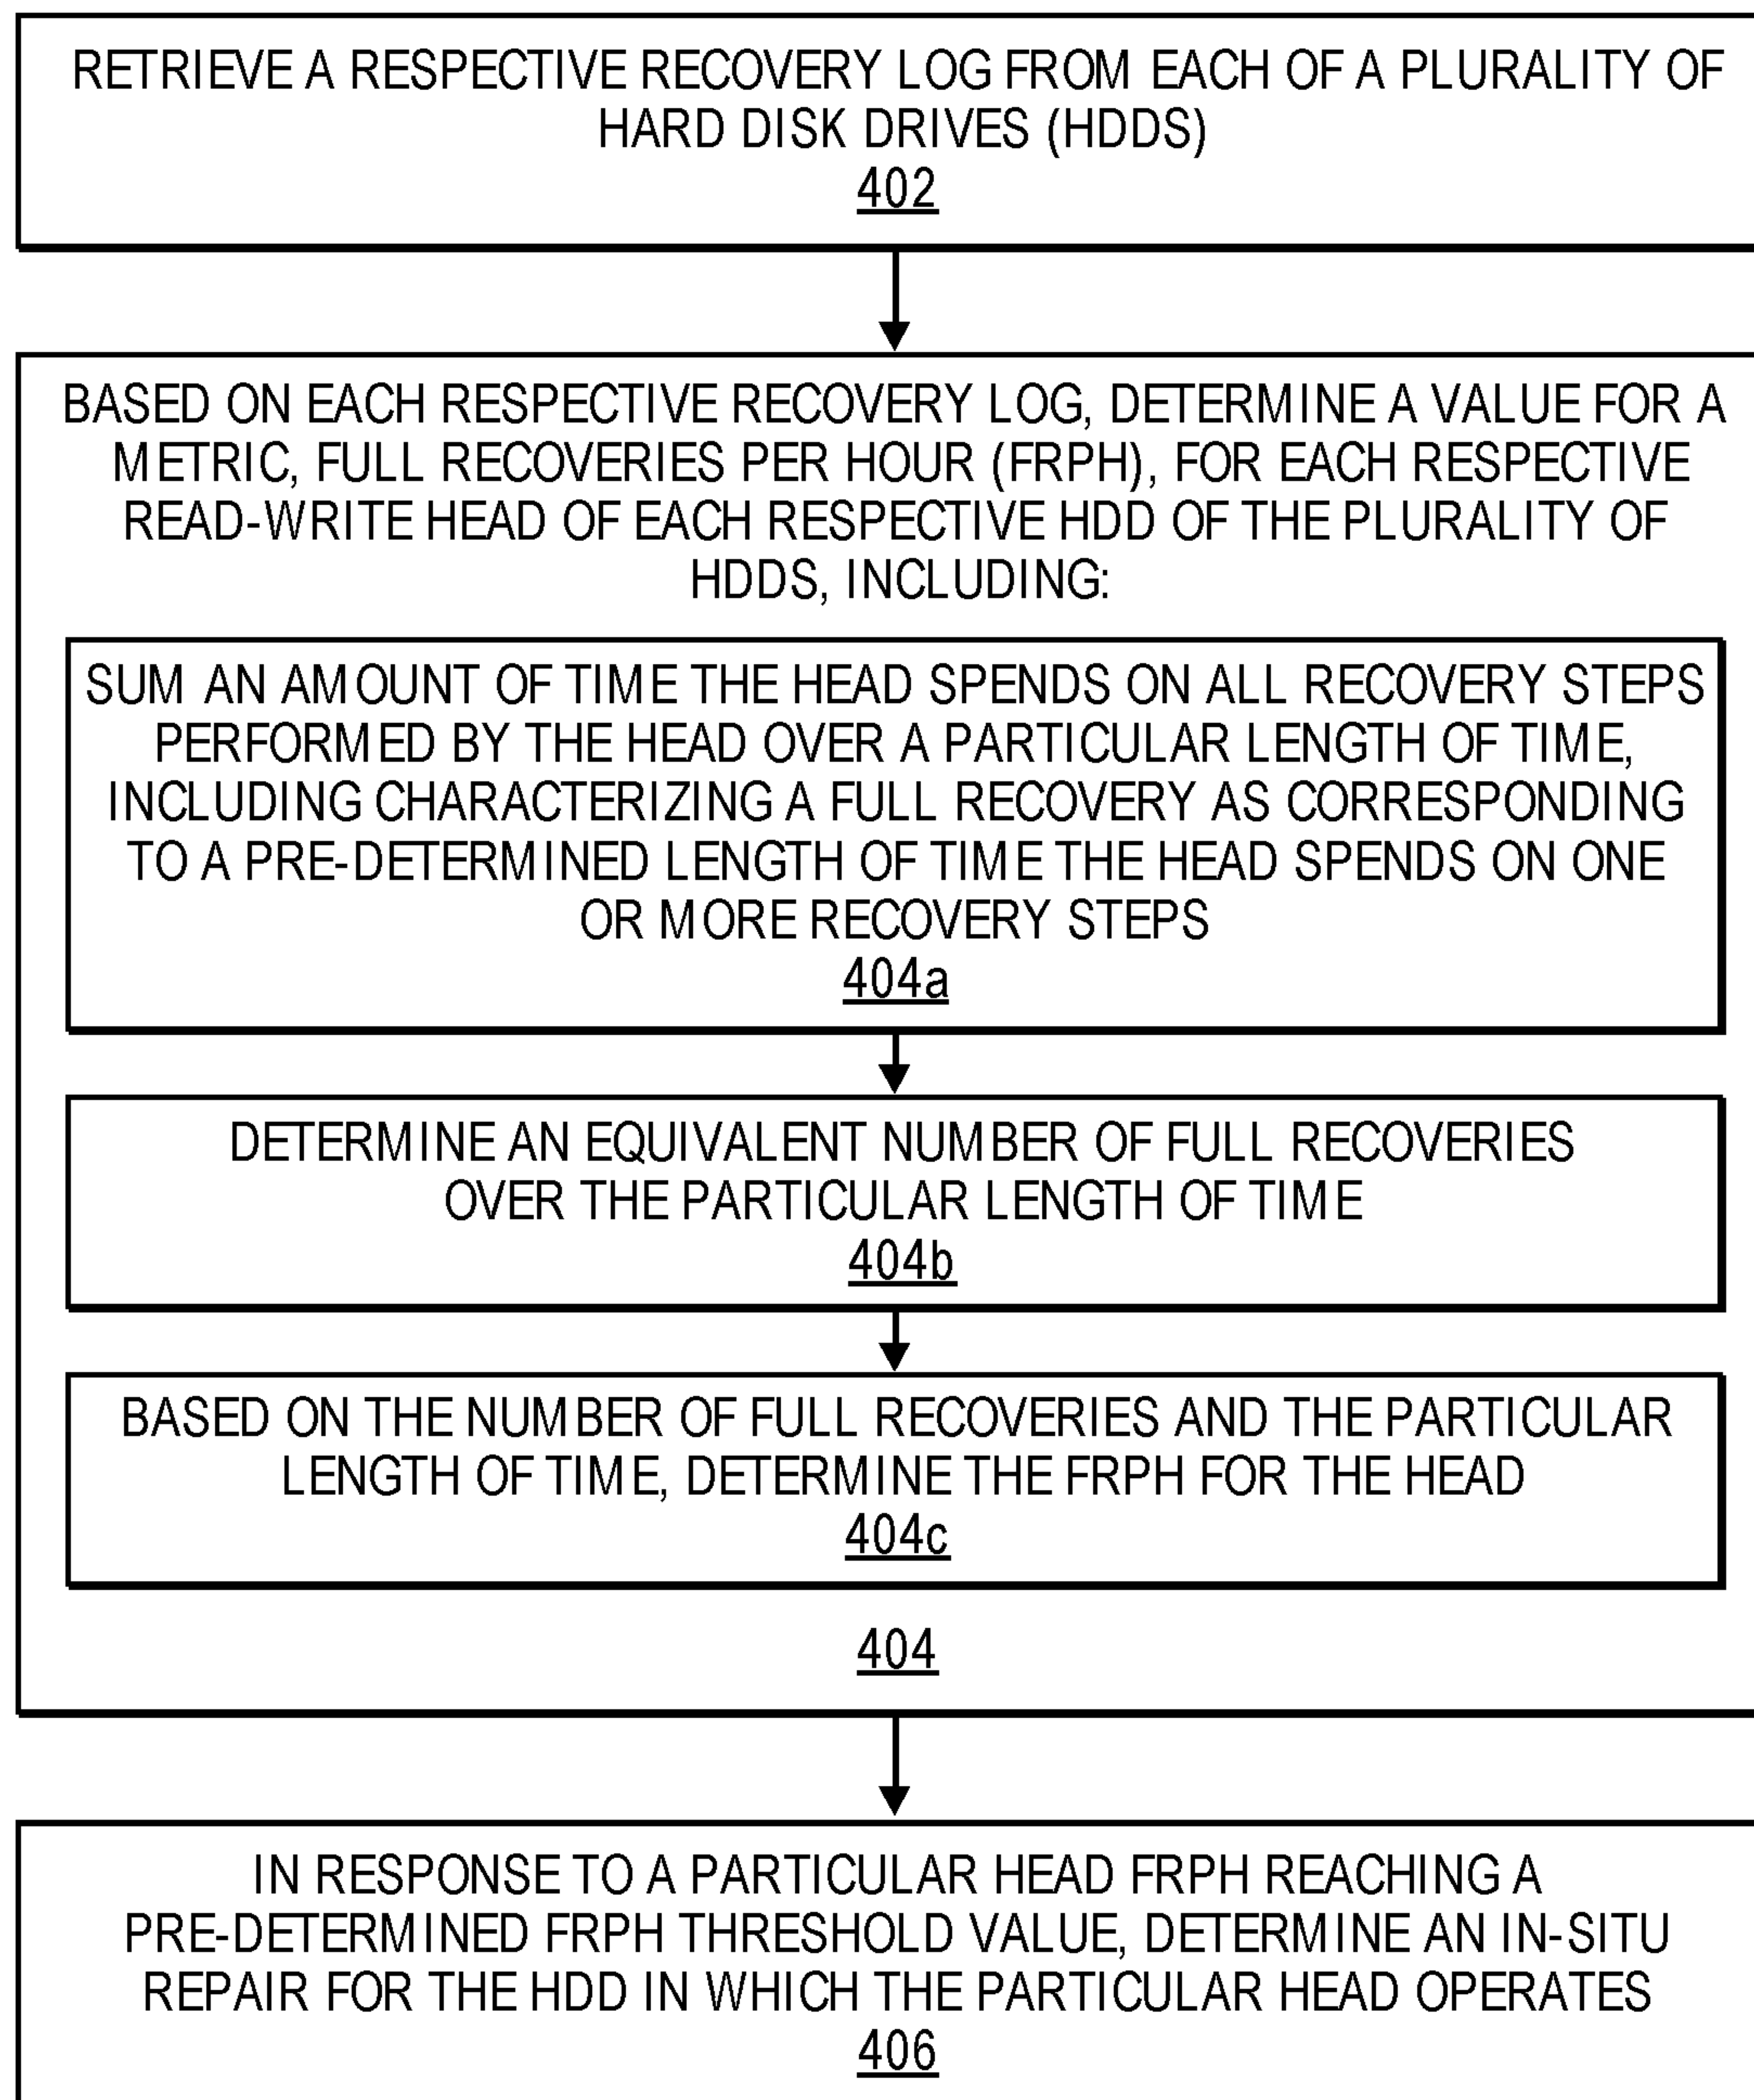 RETRIEVE A RESPECTIVE RECOVERY LOG FROM EACH OF A PLURALITY OF
HARD DISK DRIVES (HDDS)
402
BASED ON EACH RESPECTIVE RECOVERY LOG, DETERMINE A VALUE FOR A
METRIC, FULL RECOVERIES PER HOUR (FRPH), FOR EACH RESPECTIVE
READ-WRITE HEAD OF EACH RESPECTIVE HDD OF THE PLURALITY OF
HDDS, INCLUDING:
SUM AN AMOUNT OF TIME THE HEAD SPENDS ON ALL RECOVERY STEPS
PERFORMED BY THE HEAD OVER A PARTICULAR LENGTH OF TIME,
INCLUDING CHARACTERIZING A FULL RECOVERY AS CORRESPONDING
TO A PRE-DETERMINED LENGTH OF TIME THE HEAD SPENDS ON ONE
OR MORE RECOVERY STEPS
404a
DETERMINE AN EQUIVALENT NUMBER OF FULL RECOVERIES
OVER THE PARTICULAR LENGTH OF TIME
404b
BASED ON THE NUMBER OF FULL RECOVERIES AND THE PARTICULAR
LENGTH OF TIME, DETERMINE THE FRPH FOR THE HEAD
404c
404
IN RESPONSE TO A PARTICULAR HEAD FRPH REACHING A
PRE-DETERMINED FRPH THRESHOLD VALUE, DETERMINE AN IN-SITU
REPAIR FOR THE HDD IN WHICH THE PARTICULAR HEAD OPERATES
406